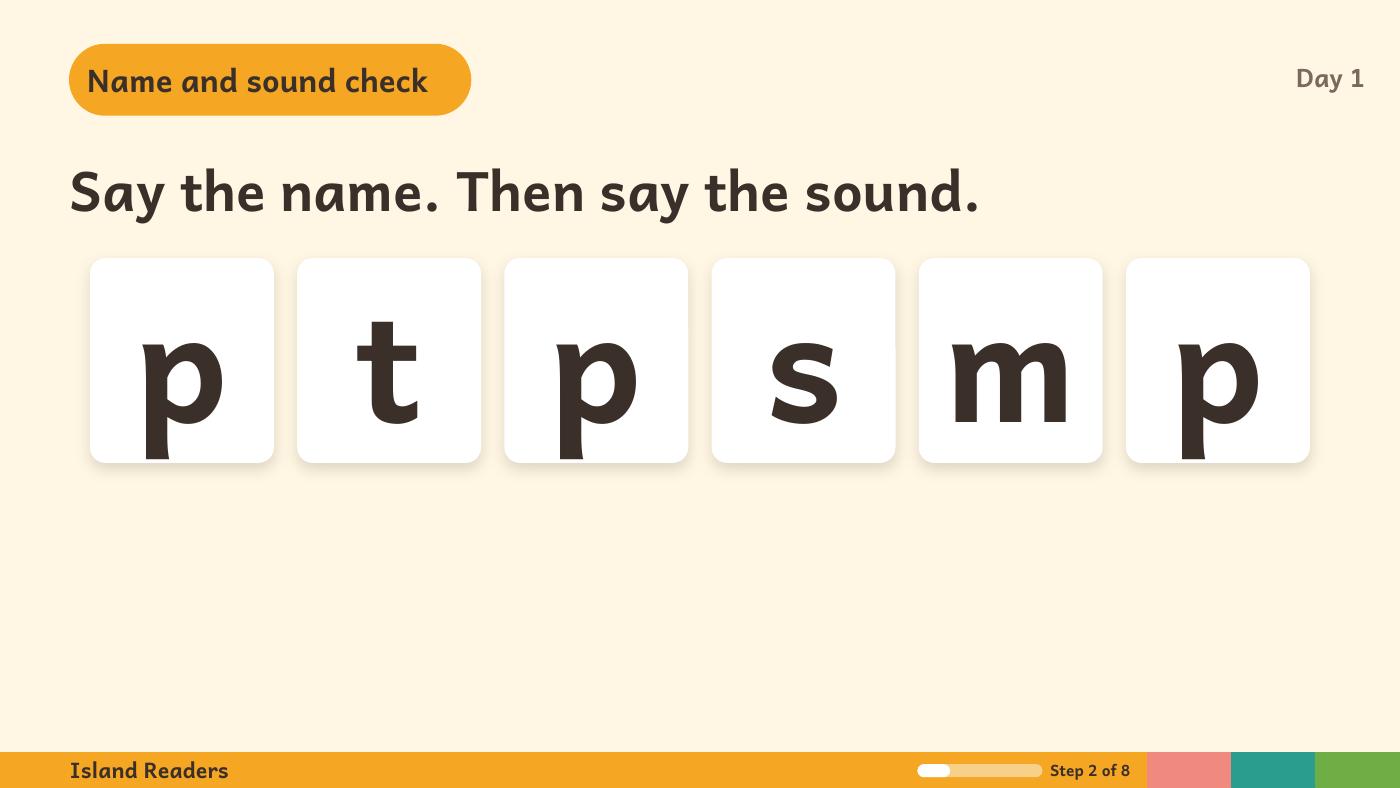 Name and sound check
Day 1
Say the name. Then say the sound.
p t p s m p
Island Readers
Step 2 of 8